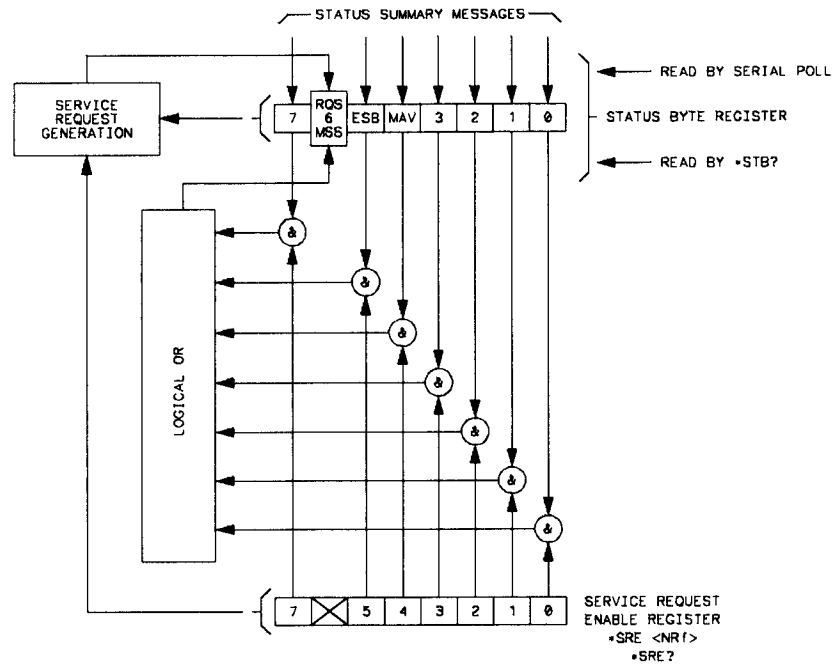 STATUS SUMMARY MESSAGES
READ BY SERIAL POLL
SERVICE
REQUEST
GENERATION
7
RQS
6
MSS
ESB
MAV
3
2
1
0
STATUS BYTE REGISTER
READ BY *STB?
&
&
&
&
&
&
&
LOGICAL OR
7
5
4
3
2
1
0
SERVICE REQUEST
ENABLE REGISTER
*SRE <NRf>
*SRE?